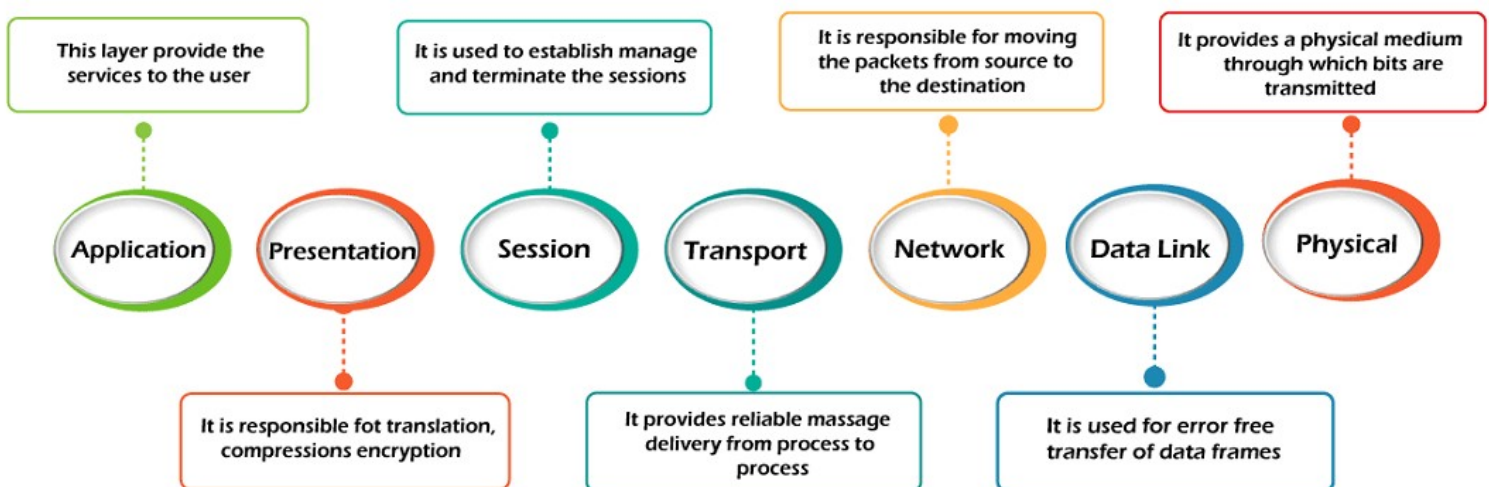 This layer provide the
services to the user
It is used to establish manage
and terminate the sessions
It is responsible for moving
the packets from source to
the destination
It provides a physical medium
through which bits are
transmitted
Application
Presentation
Session
Transport
Network
Data Link
Physical
It is responsible fot translation,
compressions encryption
It provides reliable massage
delivery from process to
process
It is used for error free
transfer of data frames